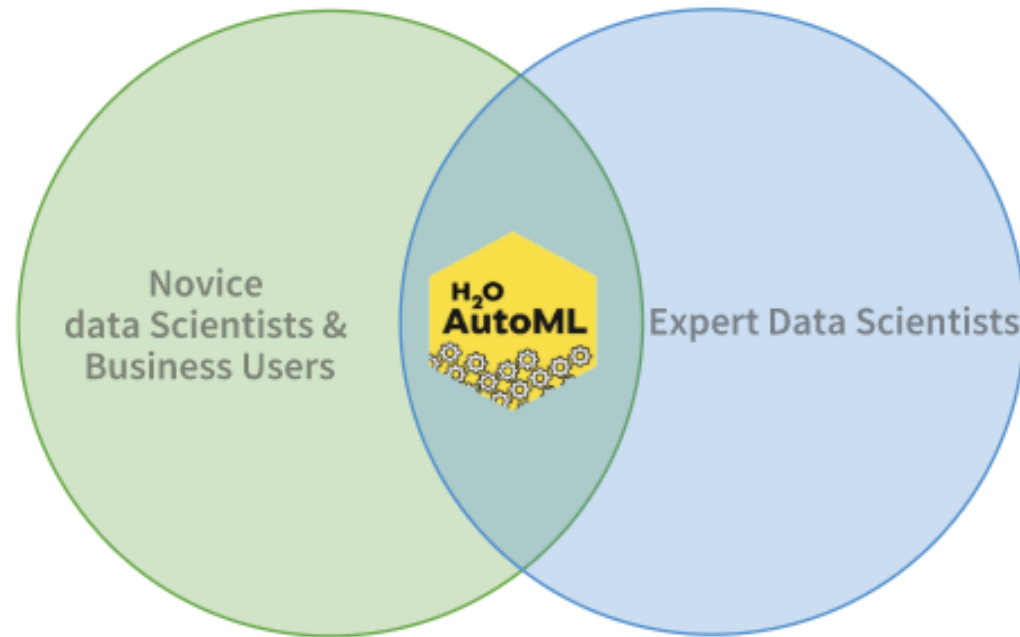 Novice
data Scientists &
Business Users
H₂O
AutoML
Expert Data Scientists